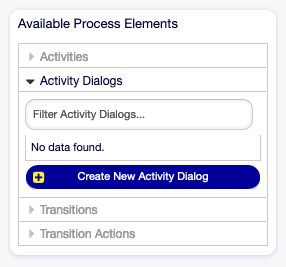 Available Process Elements
Activities
Activity Dialogs
Filter Activity Dialogs...
No data found.
Create New Activity Dialog
Transitions
Transition Actions